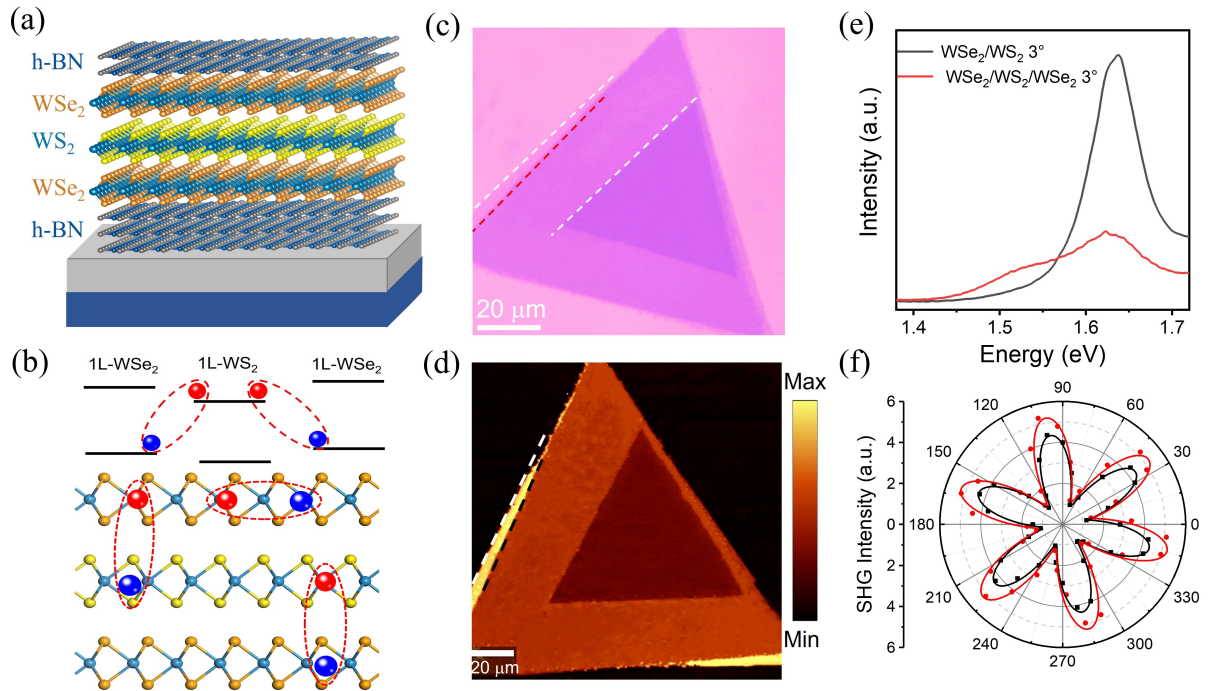 (a)
h-BN
WSe2
WS2
WSe2
h-BN
(b)
1L-WSe2 1L-WS2 1L-WSe2
(c)
20 μm
(d)
Max
Min
20 μm
(e)
WSe2/WS2 3°
WSe2/WS2/WSe2 3°
Intensity (a.u.)
1.4 1.5 1.6 1.7
Energy (eV)
(f)
SHG Intensity (a.u.)
6
4
2
0
2
4
6
0
30
60
90
120
150
180
210
240
270
300
330